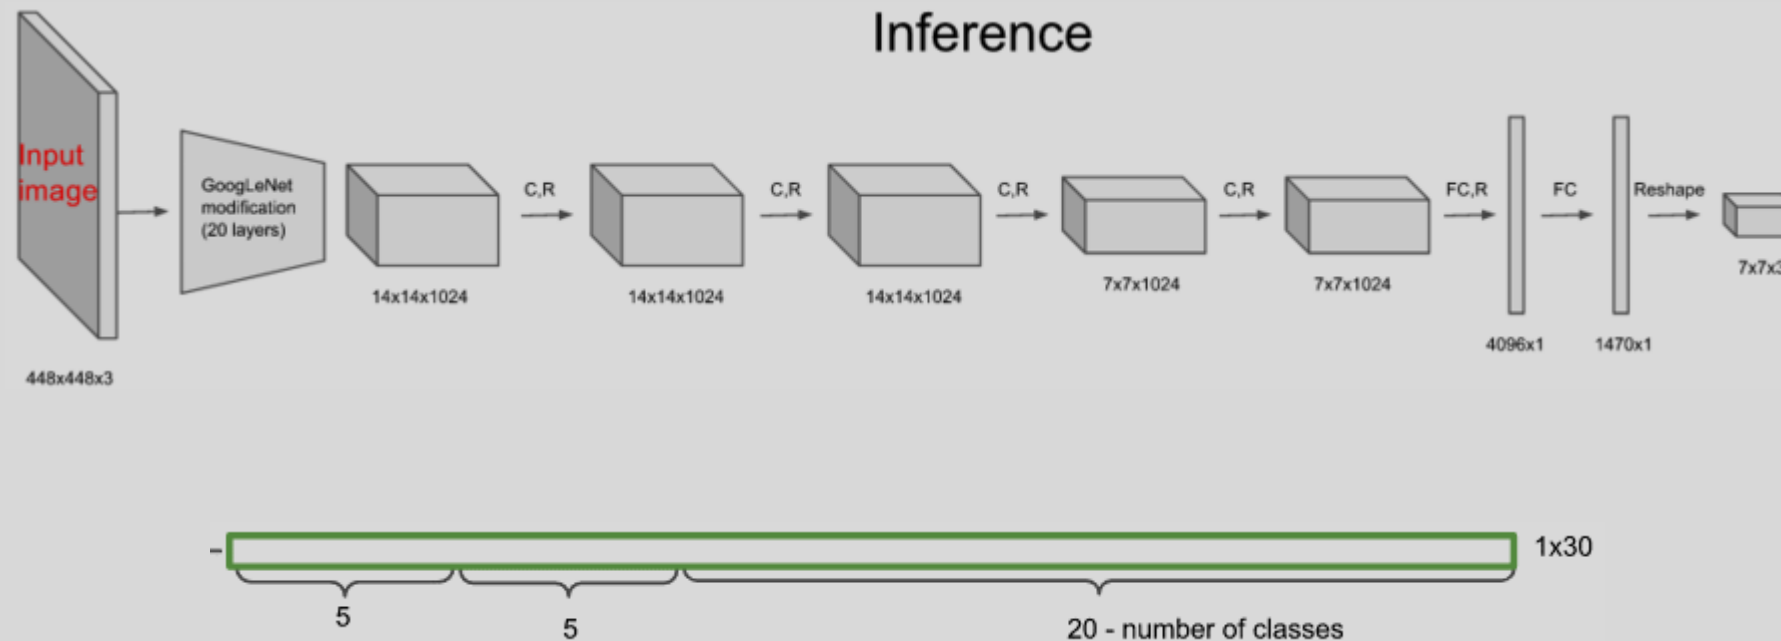 Inference
Input
image
GoogLeNet
modification
(20 layers)
C,R
C,R
C,R
C,R
FC,R
FC
Reshape
448x448x3
14x14x1024
14x14x1024
14x14x1024
7x7x1024
7x7x1024
4096x1
1470x1
7x7x3
1x30
5
5
20 - number of classes